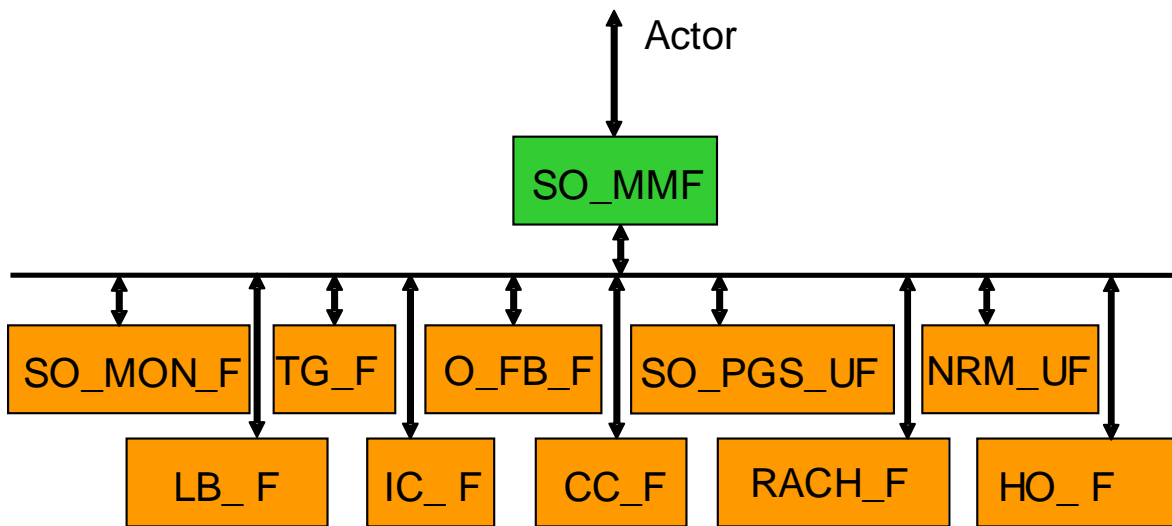 Actor
SO_MMF
SO_MON_F
TG_F
O_FB_F
SO_PGS_UF
NRM_UF
LB_ F
IC_ F
CC_F
RACH_F
HO_ F